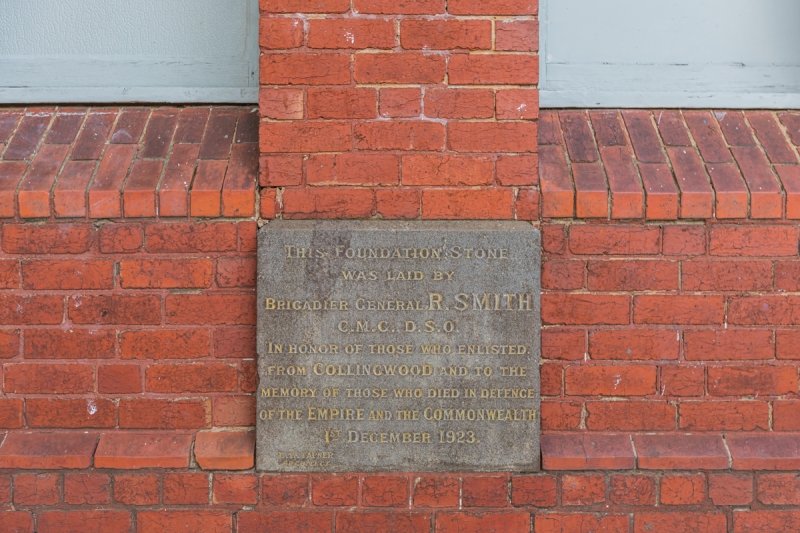 THIS FOUNDATION STONE
WAS LAID BY
BRIGADIER GENERAL R. SMITH
C.M.G. D.S.O.
IN HONOR OF THOSE WHO ENLISTED
FROM COLLINGWOOD AND TO THE
MEMORY OF THOSE WHO DIED IN DEFENCE
OF THE EMPIRE AND THE COMMONWEALTH
1ST DECEMBER 1923.